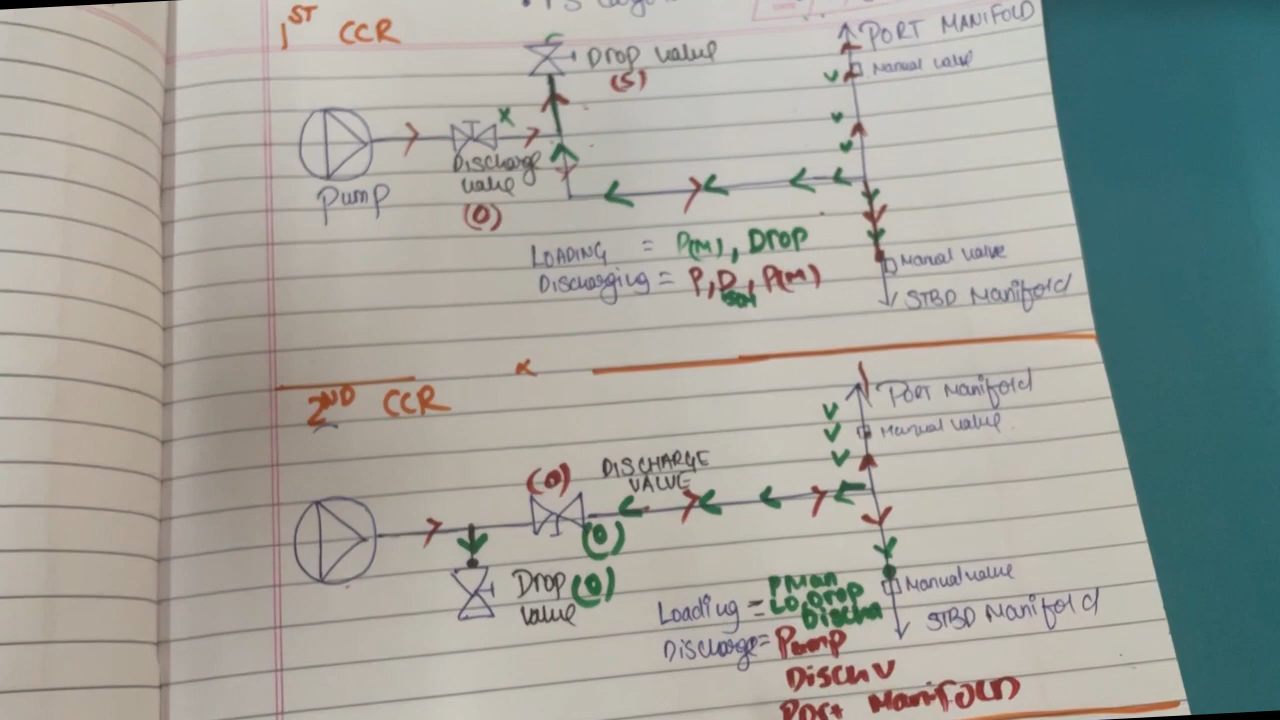 1ST CCR
PORT MANIFOLD
Drop value
Manual value
(S)
x
Discharge
value
Pump
(O)
LOADING = P(M), Drop
Discharging = P, D, P(M)
Manual value
STBD Manifold
2ND CCR
PORT Manifold
Manual value
(O) DISCHARGE
VALVE
(O)
Drop (O)
value
Manual value
STBD Manifold
Loading = PMan
LO, Drop
Discha
Discharge = Pump
Disch V
Port Manifold